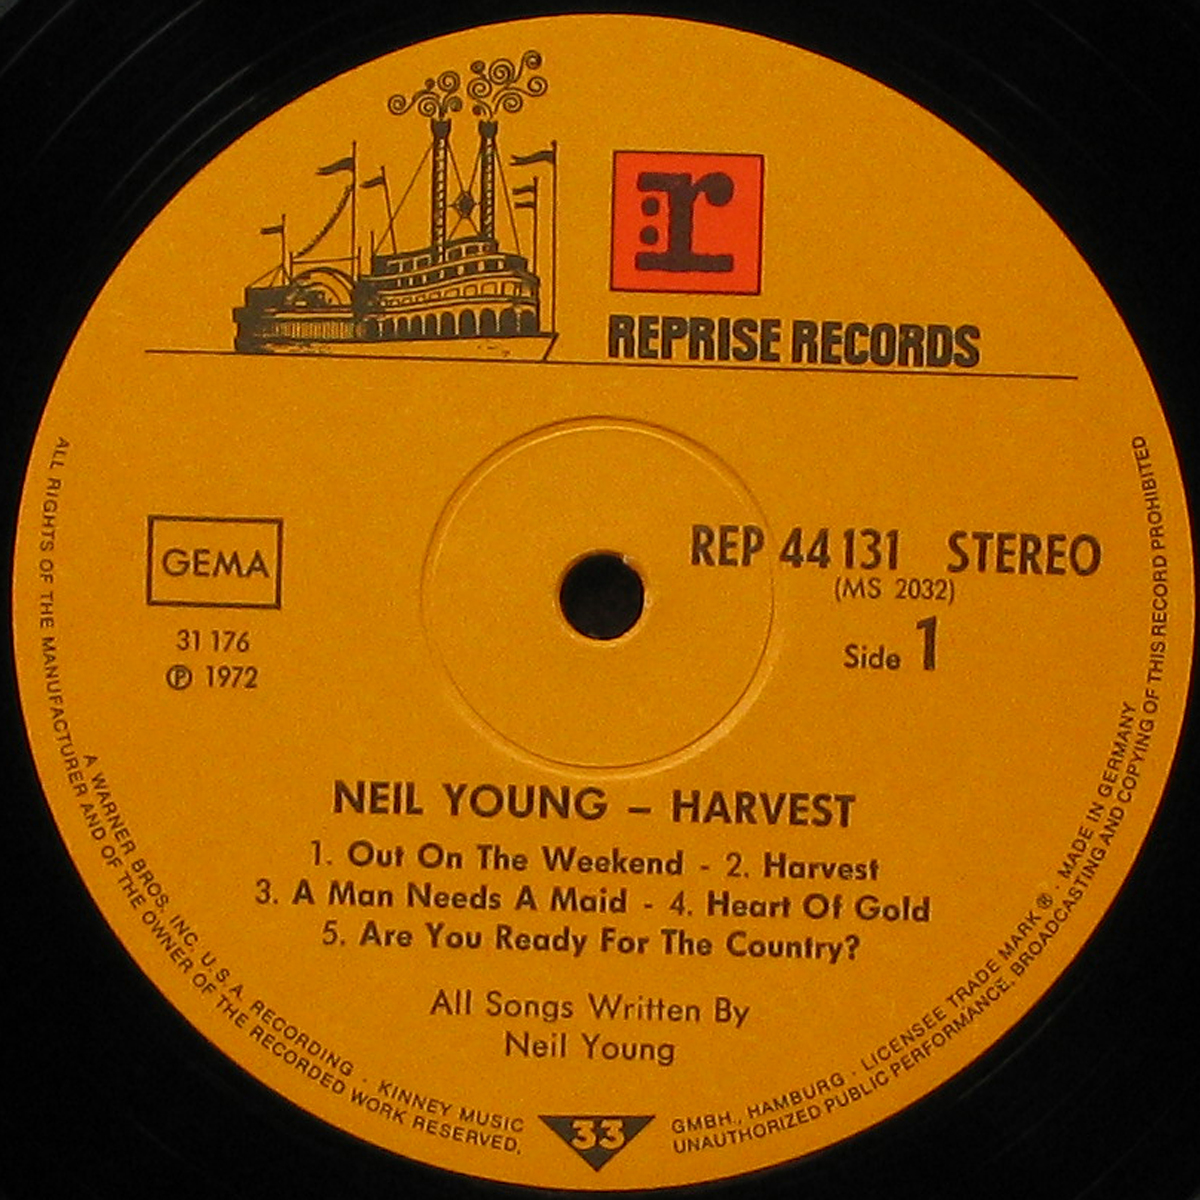 r
REPRISE RECORDS
GEMA
31 176
℗ 1972
REP 44 131 STEREO
(MS 2032)
Side 1
NEIL YOUNG – HARVEST
1. Out On The Weekend - 2. Harvest
3. A Man Needs A Maid - 4. Heart Of Gold
5. Are You Ready For The Country?
All Songs Written By
Neil Young
33
A WARNER BROS. INC. U.S.A. RECORDING · KINNEY MUSIC GMBH., HAMBURG · LICENSEE TRADE MARK ® · MADE IN GERMANY
ALL RIGHTS OF THE MANUFACTURER AND OF THE OWNER OF THE RECORDED WORK RESERVED, UNAUTHORIZED PUBLIC PERFORMANCE, BROADCASTING AND COPYING OF THIS RECORD PROHIBITED